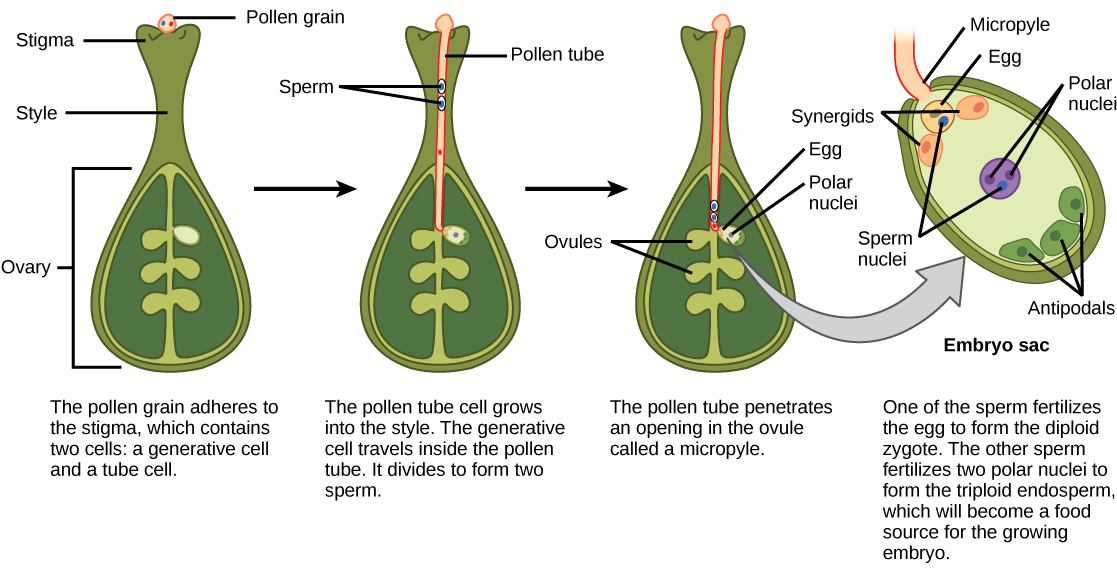 Pollen grain
Stigma
Style
Ovary
Pollen tube
Sperm
Ovules
Egg
Polar
nuclei
Micropyle
Egg
Polar
nuclei
Synergids
Sperm
nuclei
Antipodals
Embryo sac
The pollen grain adheres to
the stigma, which contains
two cells: a generative cell
and a tube cell.
The pollen tube cell grows
into the style. The generative
cell travels inside the pollen
tube. It divides to form two
sperm.
The pollen tube penetrates
an opening in the ovule
called a micropyle.
One of the sperm fertilizes
the egg to form the diploid
zygote. The other sperm
fertilizes two polar nuclei to
form the triploid endosperm,
which will become a food
source for the growing
embryo.